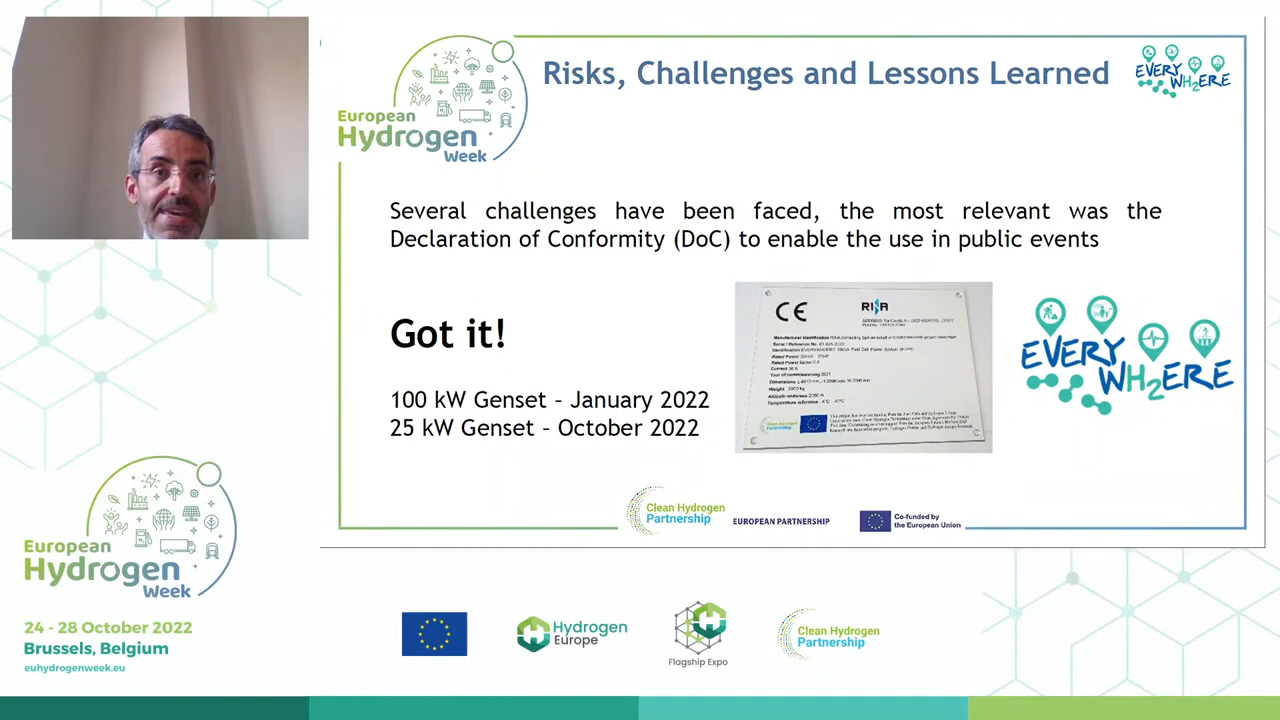 European
Hydrogen
Week
Risks, Challenges and Lessons Learned
EVERY
WH2ERE
Several challenges have been faced, the most relevant was the
Declaration of Conformity (DoC) to enable the use in public events
Got it!
100 kW Genset – January 2022
25 kW Genset – October 2022
CE
RINA
Year of commissioning 2021
EVERY
WH2ERE
Clean Hydrogen
Partnership
EUROPEAN PARTNERSHIP
Co-funded by
the European Union
European
Hydrogen
Week
24 - 28 October 2022
Brussels, Belgium
euhydrogenweek.eu
Hydrogen
Europe
Flagship Expo
Clean Hydrogen
Partnership